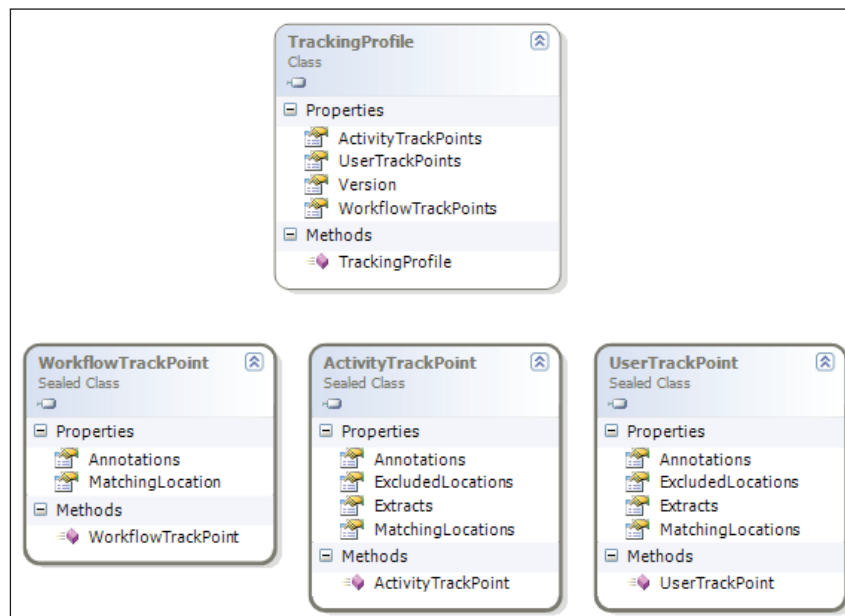 TrackingProfile
Class
Properties
ActivityTrackPoints
UserTrackPoints
Version
WorkflowTrackPoints
Methods
TrackingProfile
WorkflowTrackPoint
Sealed Class
Properties
Annotations
MatchingLocation
Methods
WorkflowTrackPoint
ActivityTrackPoint
Sealed Class
Properties
Annotations
ExcludedLocations
Extracts
MatchingLocations
Methods
ActivityTrackPoint
UserTrackPoint
Sealed Class
Properties
Annotations
ExcludedLocations
Extracts
MatchingLocations
Methods
UserTrackPoint